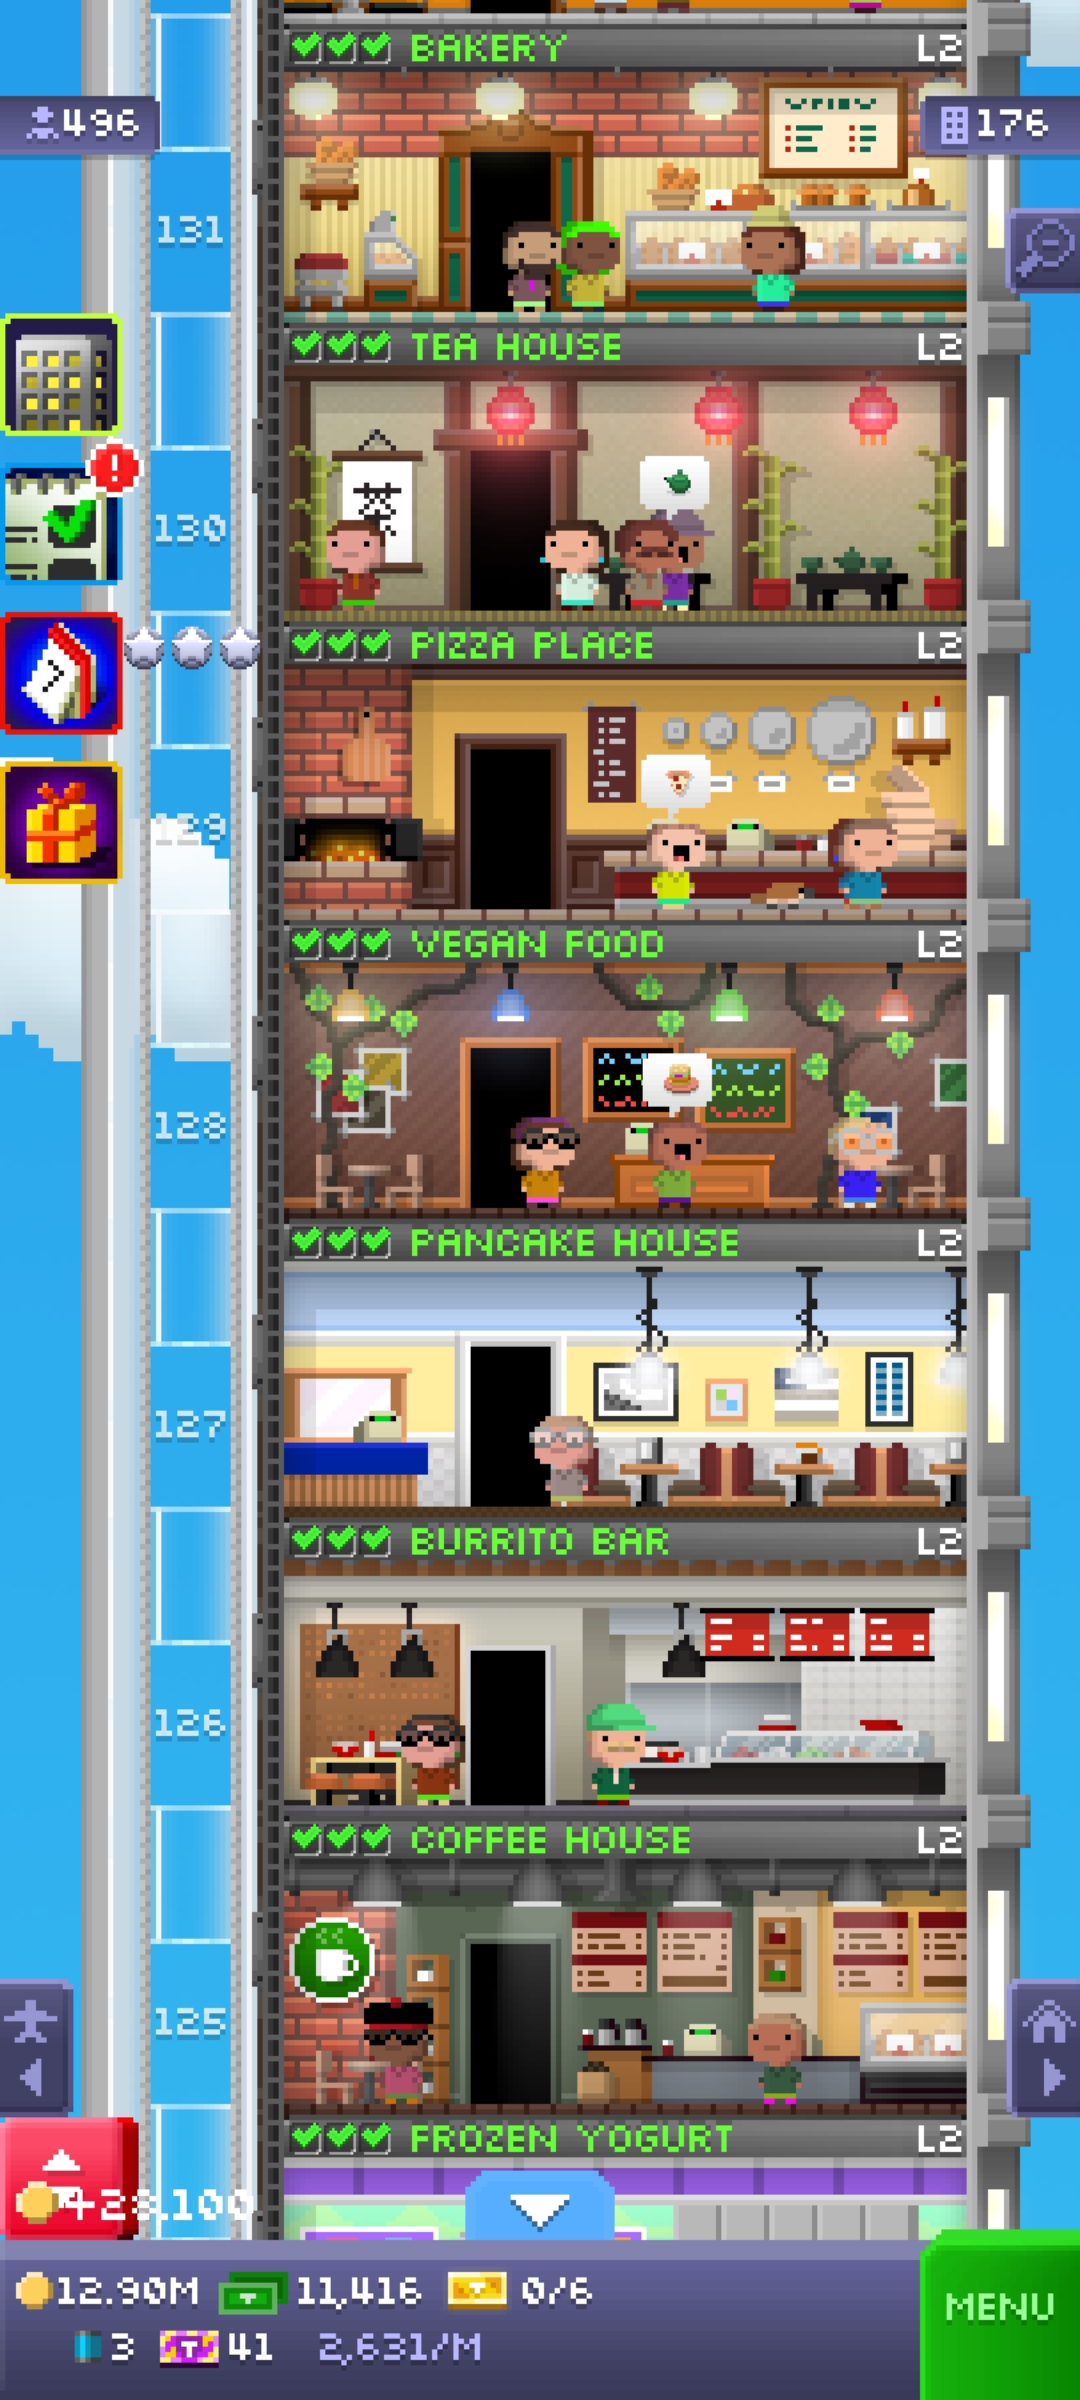 BAKERY L2
496
176
131
TEA HOUSE L2
130
PIZZA PLACE L2
129
VEGAN FOOD L2
128
PANCAKE HOUSE L2
127
BURRITO BAR L2
126
COFFEE HOUSE L2
125
FROZEN YOGURT L2
+28,100
12.90M 11,416 0/6
3 41 2,631/M
MENU